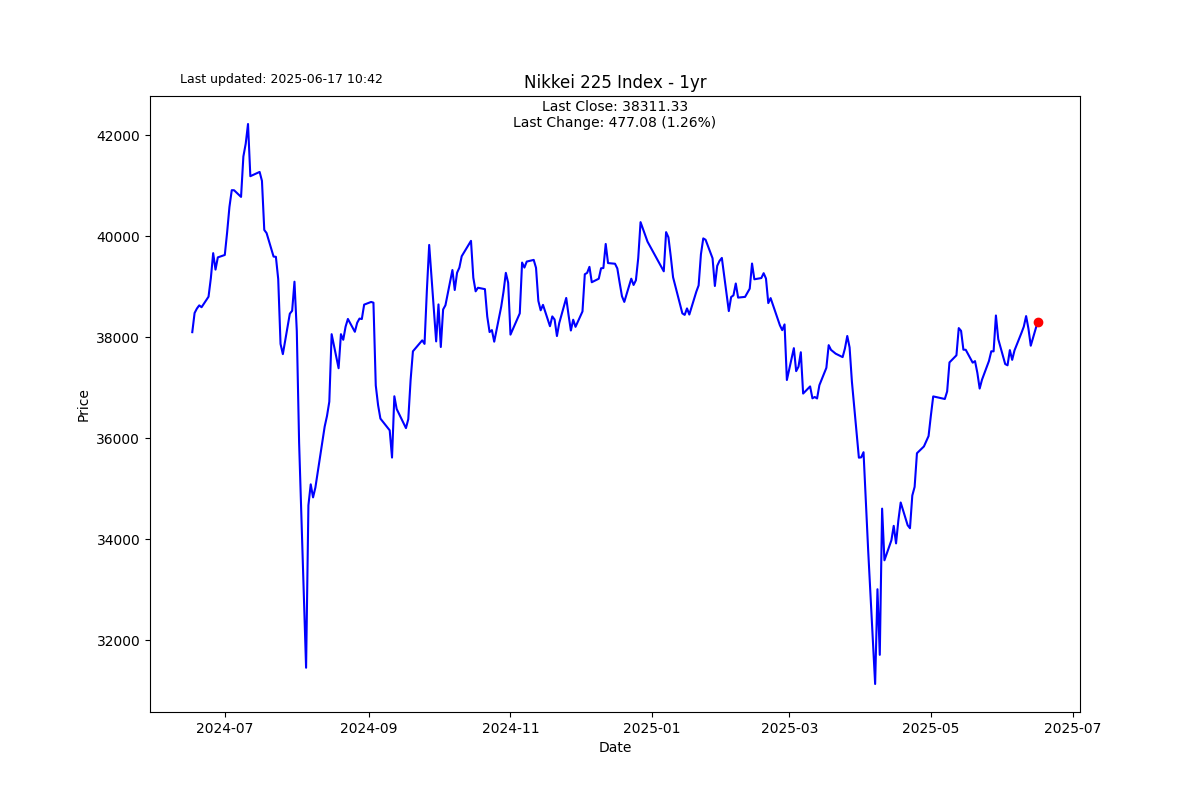 Last updated: 2025-06-17 10:42
Nikkei 225 Index - 1yr
Last Close: 38311.33
Last Change: 477.08 (1.26%)
42000
40000
38000
36000
34000
32000
Price
2024-07
2024-09
2024-11
2025-01
2025-03
2025-05
2025-07
Date